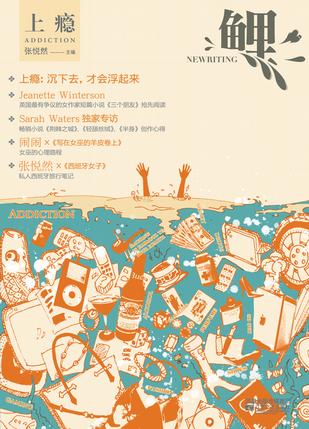 上瘾
ADDICTION
张悦然 —— 主编
鲤
NEWRITING
上瘾: 沉下去, 才会浮起来
Jeanette Winterson
英国最有争议的女作家短篇小说《三个朋友》抢先阅读
Sarah Waters 独家专访
畅销小说《荆棘之城》、《轻舔丝绒》、《半身》创作心得
闹闹 × 《写在女巫的羊皮卷上》
女巫的心理路程
张悦然 × 《西班牙女子》
私人西班牙旅行笔记
ADDICTION